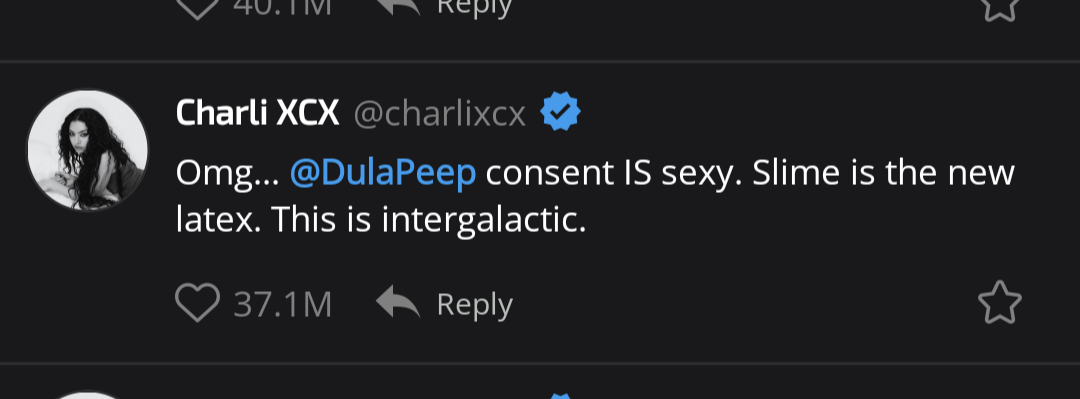 40.1M Reply
Charli XCX @charlixcx
Omg... @DulaPeep consent IS sexy. Slime is the new
latex. This is intergalactic.
37.1M Reply